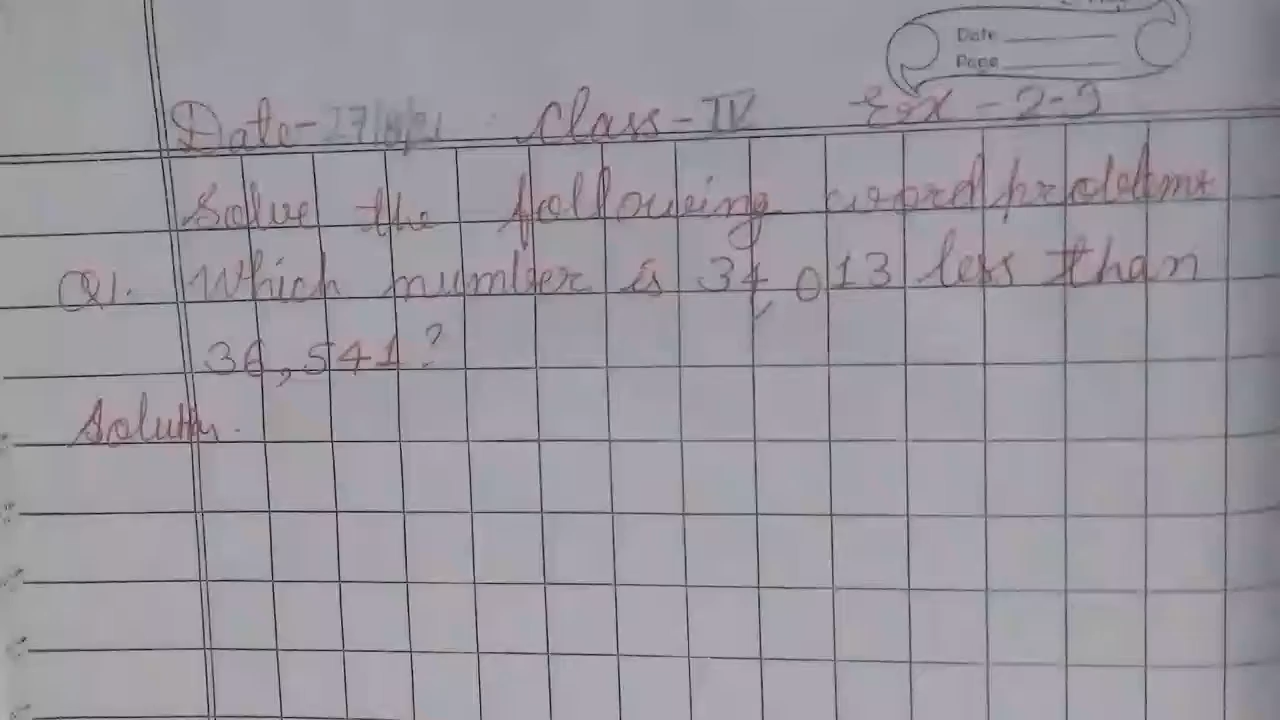 Date
Page
Date - 27/ /21 Class - IV Ex - 2.3
Solve the following word problems
Q1. Which number is 34,013 less than
36,541?
Solution.